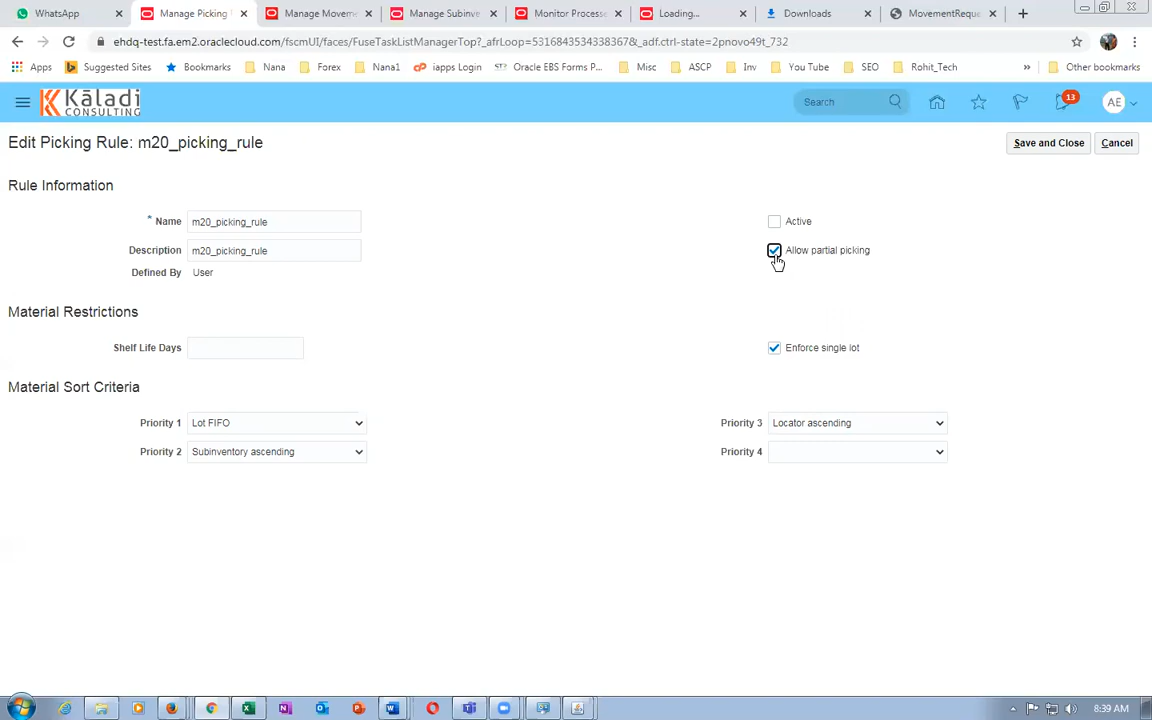 WhatsApp
Manage Picking
Manage Moveme
Manage Subinve
Monitor Processe
Loading...
Downloads
MovementReque
ehdq-test.fa.em2.oraclecloud.com/fscmUI/faces/FuseTaskListManagerTop?_afrLoop=5316843534338367&_adf.ctrl-state=2pnovo49t_732
Apps
Suggested Sites
Bookmarks
Nana
Forex
Nana1
iapps Login
Oracle EBS Forms P...
Misc
ASCP
Inv
You Tube
SEO
Rohit_Tech
»
Other bookmarks
Kāladi
CONSULTING
Search
13
AE
Edit Picking Rule: m20_picking_rule
Save and Close
Cancel
Rule Information
* Name
m20_picking_rule
Active
Description
m20_picking_rule
Allow partial picking
Defined By
User
Material Restrictions
Shelf Life Days
Enforce single lot
Material Sort Criteria
Priority 1
Lot FIFO
Priority 3
Locator ascending
Priority 2
Subinventory ascending
Priority 4
8:39 AM